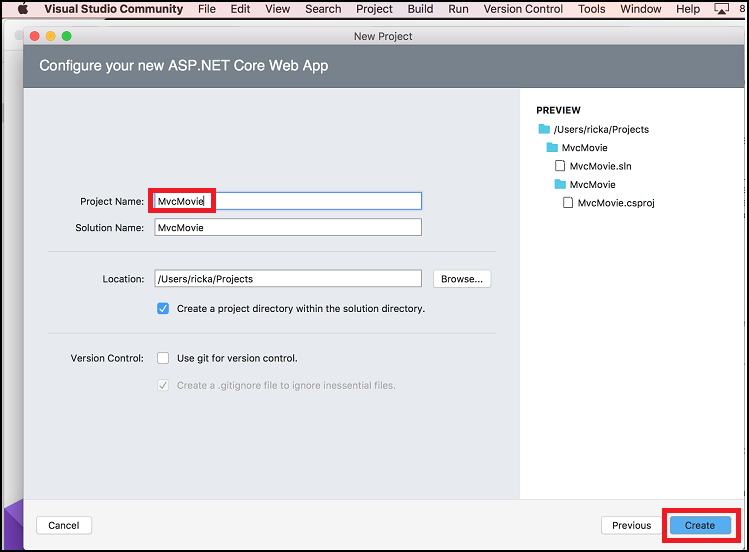 Visual Studio Community File Edit View Search Project Build Run Version Control Tools Window Help 8
New Project
Configure your new ASP.NET Core Web App
PREVIEW
/Users/ricka/Projects
MvcMovie
MvcMovie.sln
MvcMovie
MvcMovie.csproj
Project Name: MvcMovie
Solution Name: MvcMovie
Location: /Users/ricka/Projects Browse...
Create a project directory within the solution directory.
Version Control: Use git for version control.
Create a .gitignore file to ignore inessential files.
Cancel Previous Create